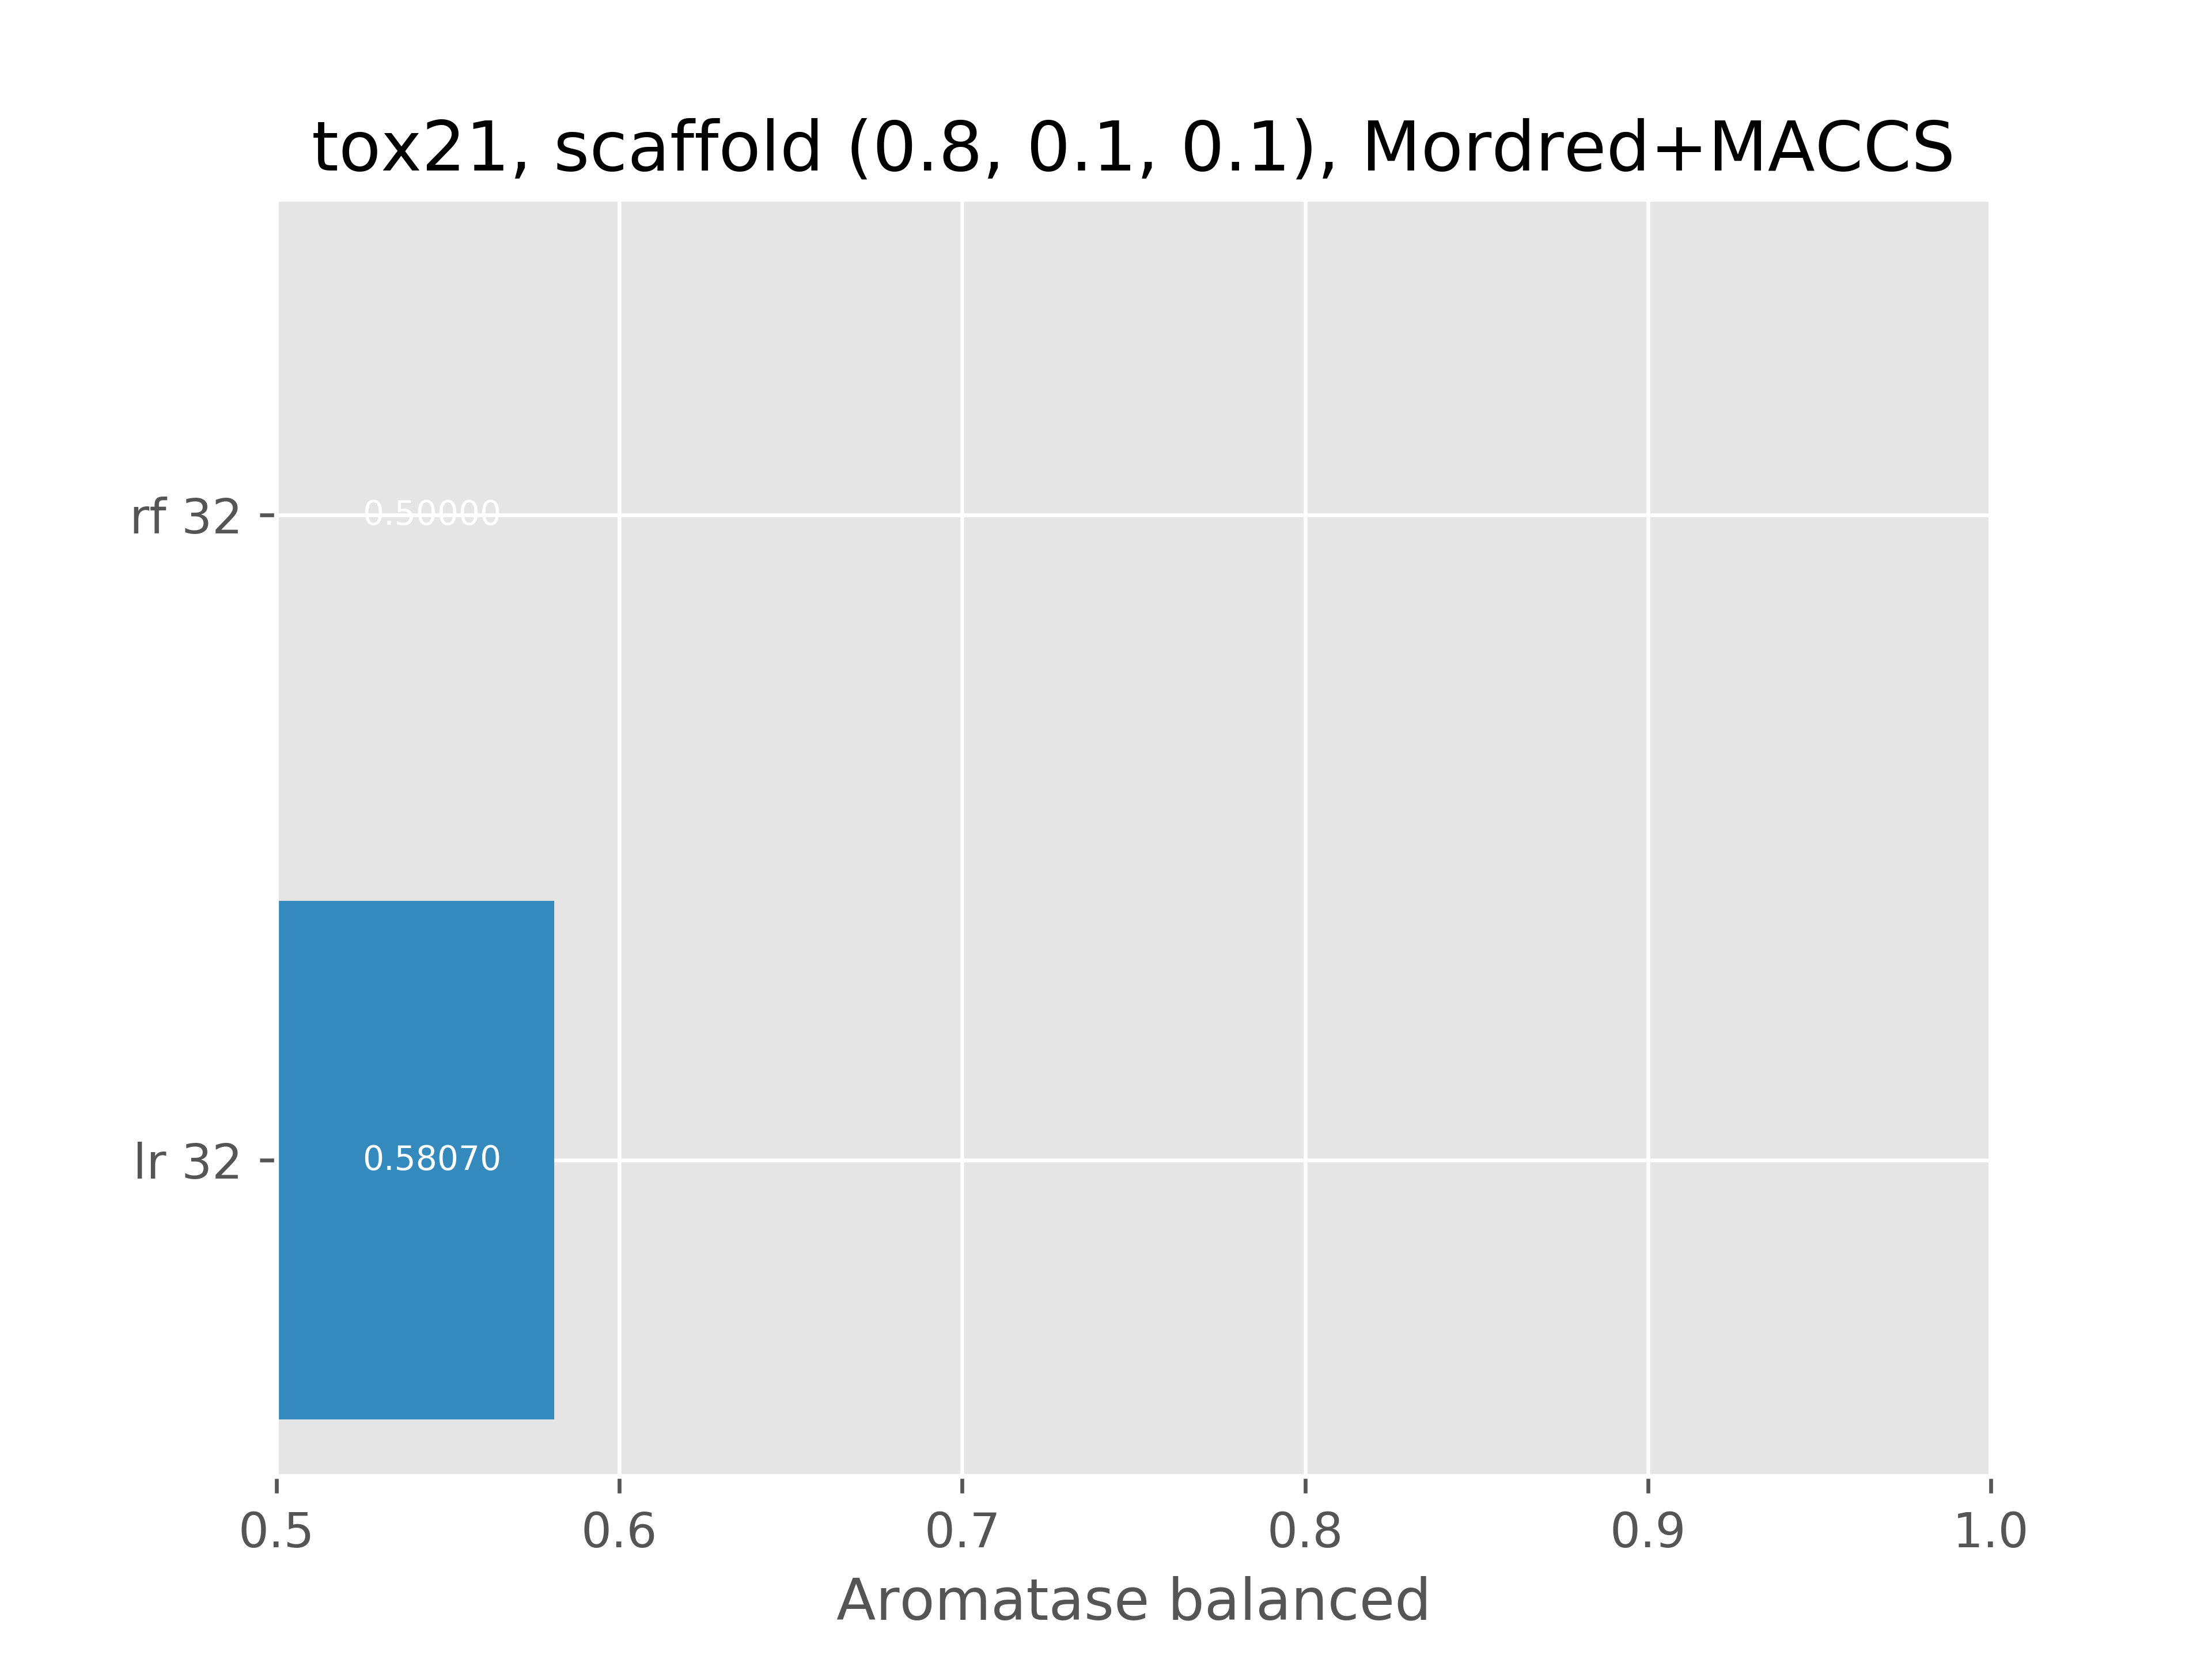 tox21, scaffold (0.8, 0.1, 0.1), Mordred+MACCS
rf 32
0.50000
lr 32
0.58070
0.5 0.6 0.7 0.8 0.9 1.0
Aromatase balanced